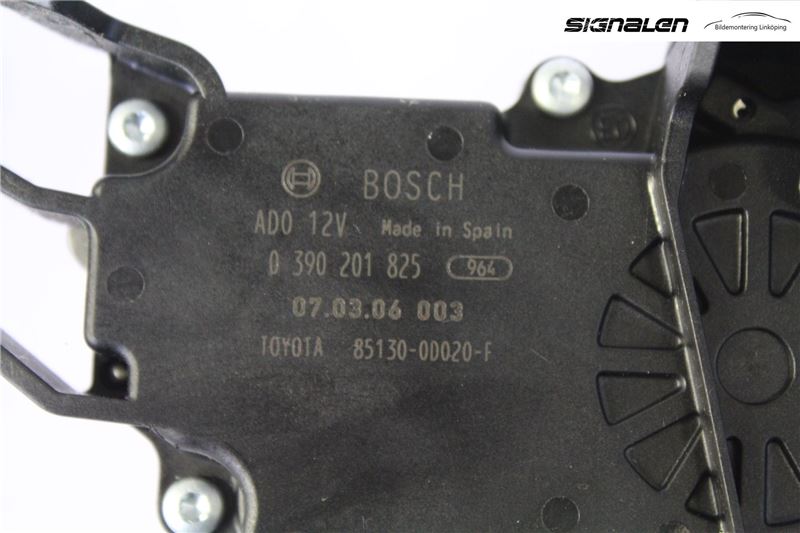 SIGNALEN
Bildemontering Linköping
BOSCH
AD0 12V Made in Spain
0 390 201 825 964
07.03.06 003
TOYOTA 85130-0D020-F